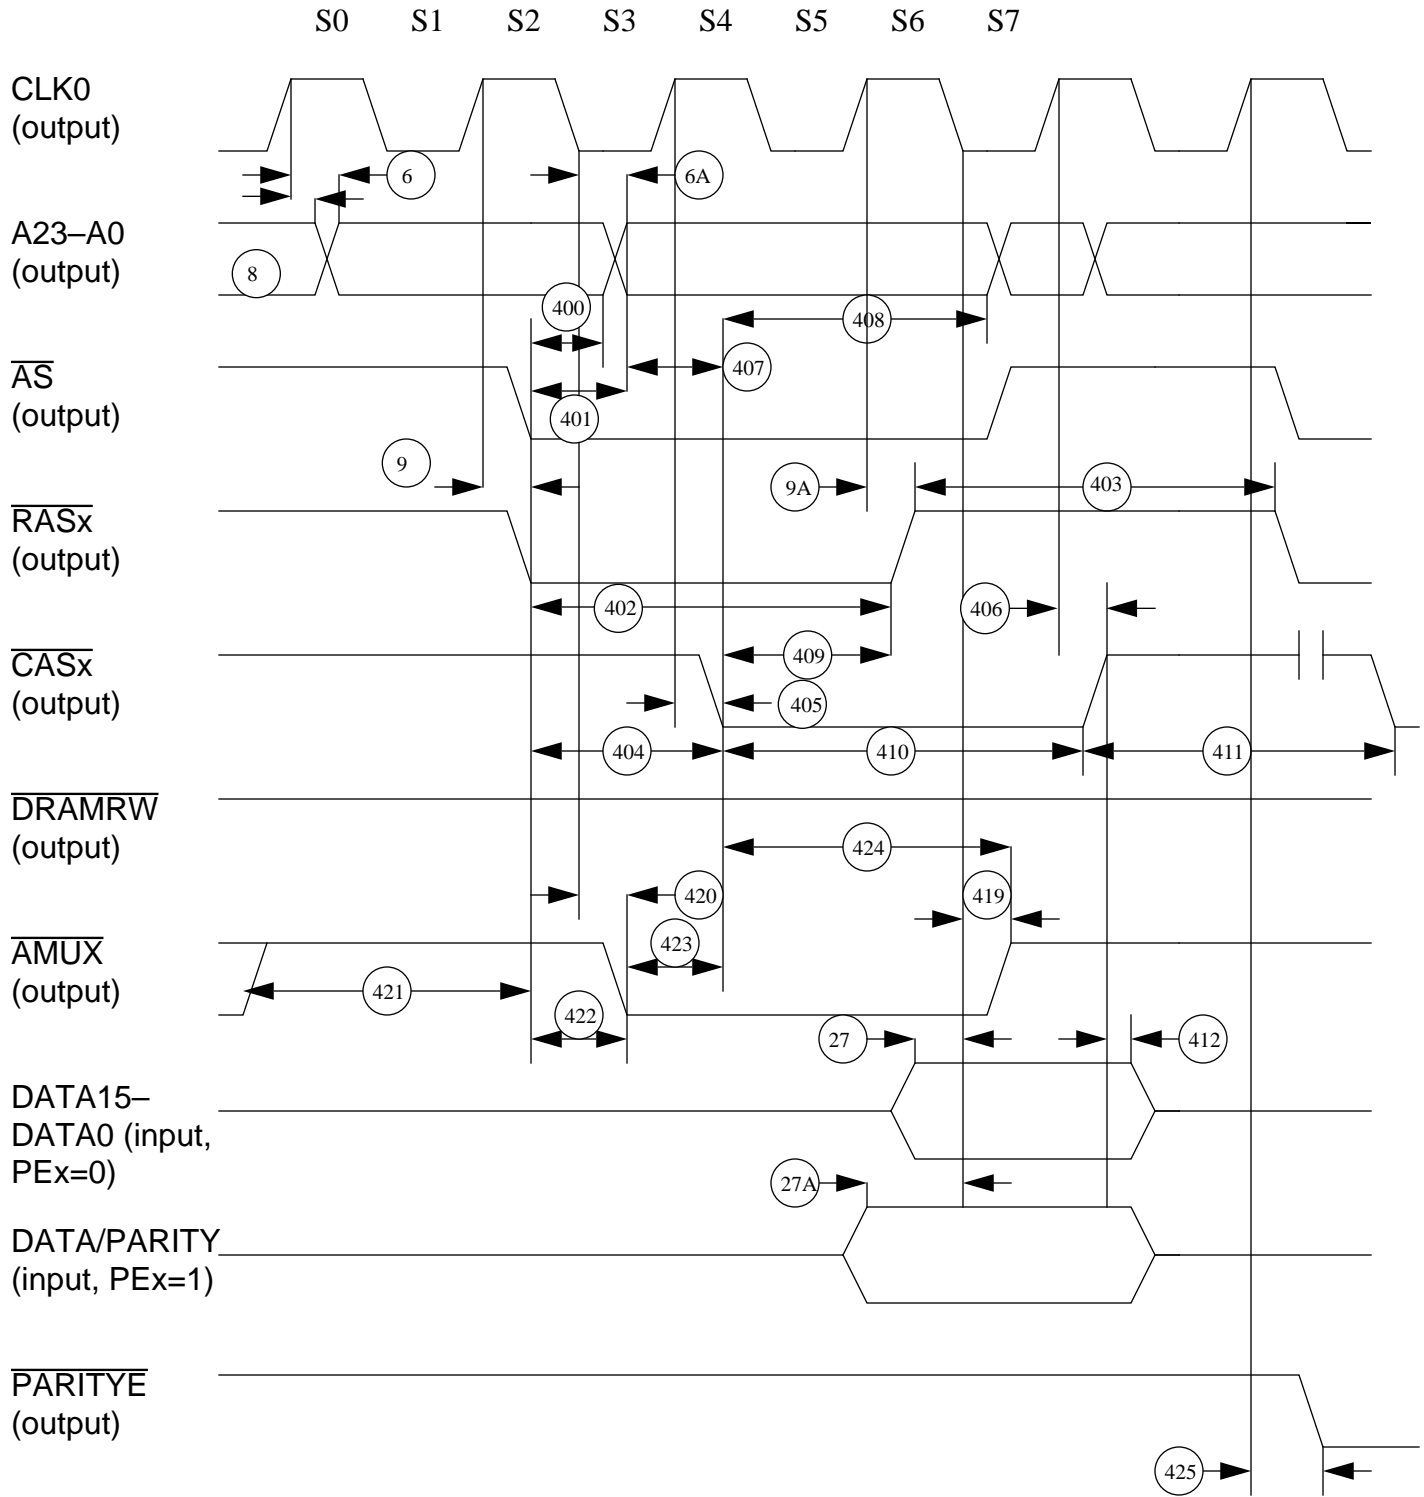 S0 S1 S2 S3 S4 S5 S6 S7
CLK0
(output)
6 6A
A23–A0
(output)
8
400
408
AS
(output)
407
401
9
9A
403
RASx
(output)
402
406
CASx
(output)
409
405
404
410
411
DRAMRW
(output)
424
420
419
AMUX
(output)
423
421
422
27
412
DATA15–
DATA0 (input,
PEx=0)
27A
DATA/PARITY
(input, PEx=1)
PARITYE
(output)
425